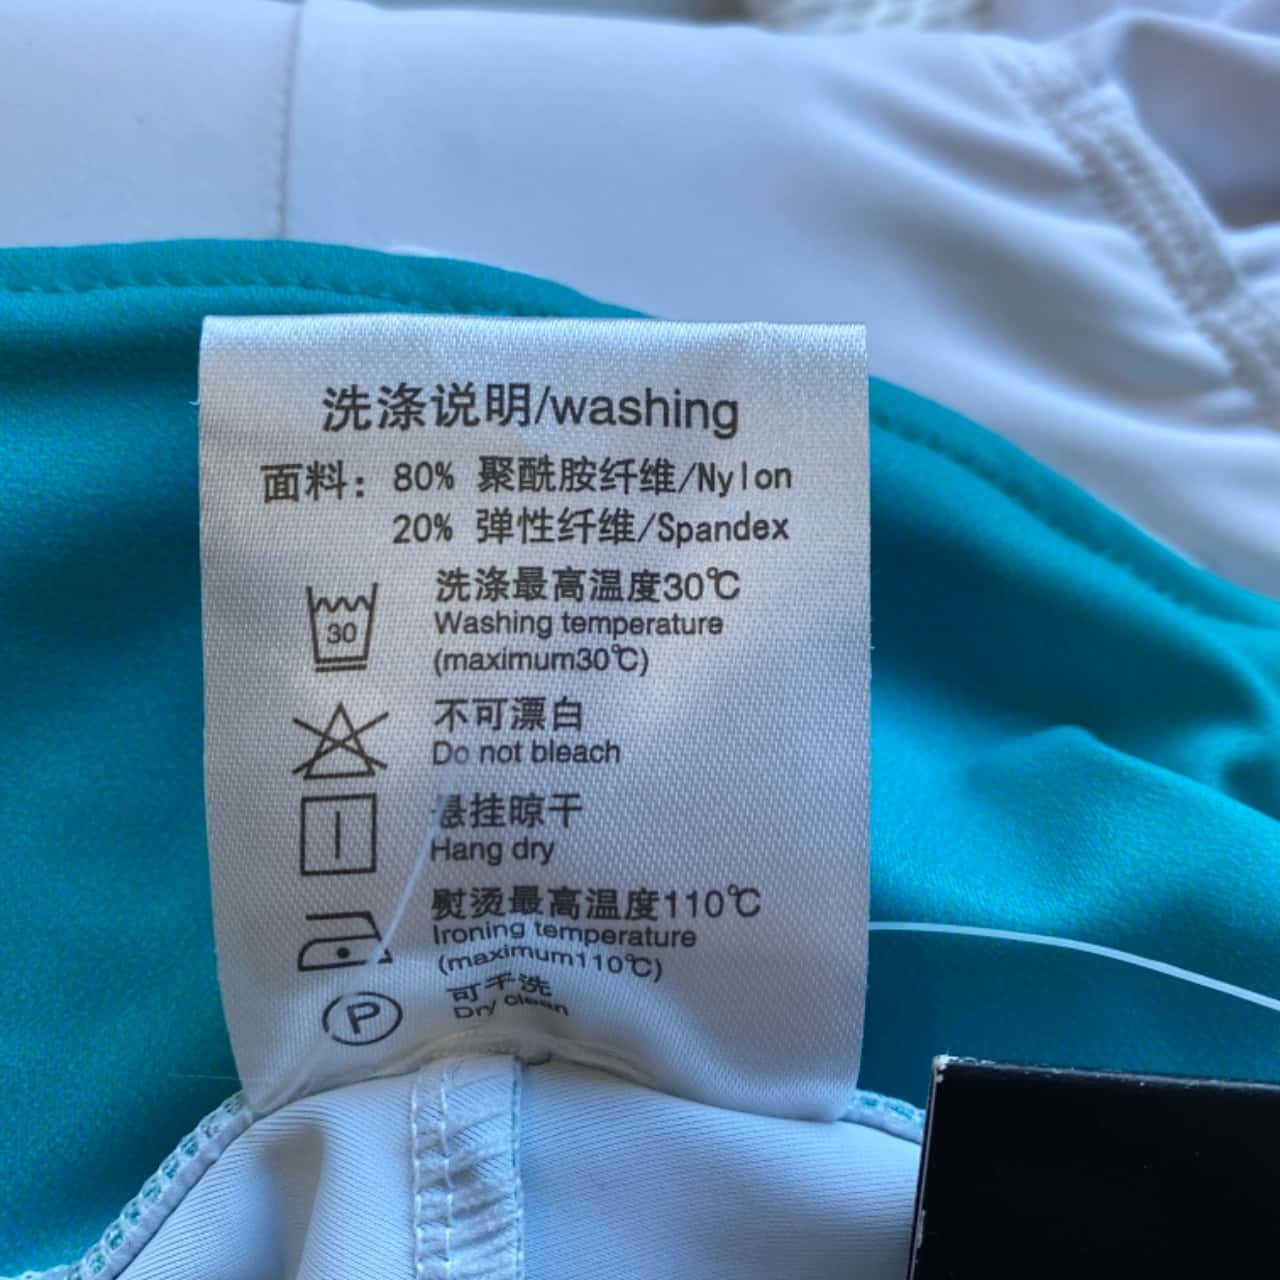 洗涤说明/washing
面料：80% 聚酰胺纤维/Nylon
20% 弹性纤维/Spandex
洗涤最高温度30℃
30
Washing temperature
(maximum30℃)
不可漂白
Do not bleach
悬挂晾干
Hang dry
熨烫最高温度110℃
Ironing temperature
(maximum110℃)
可干洗
P
Dry clean